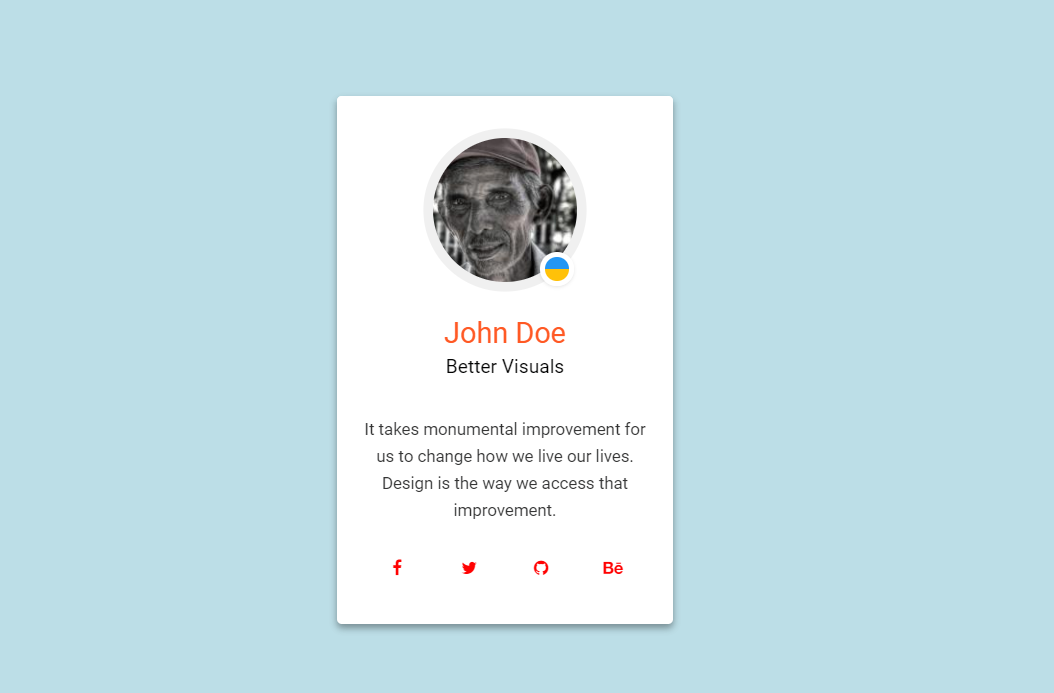 John Doe
Better Visuals
It takes monumental improvement for
us to change how we live our lives.
Design is the way we access that
improvement.
Bē